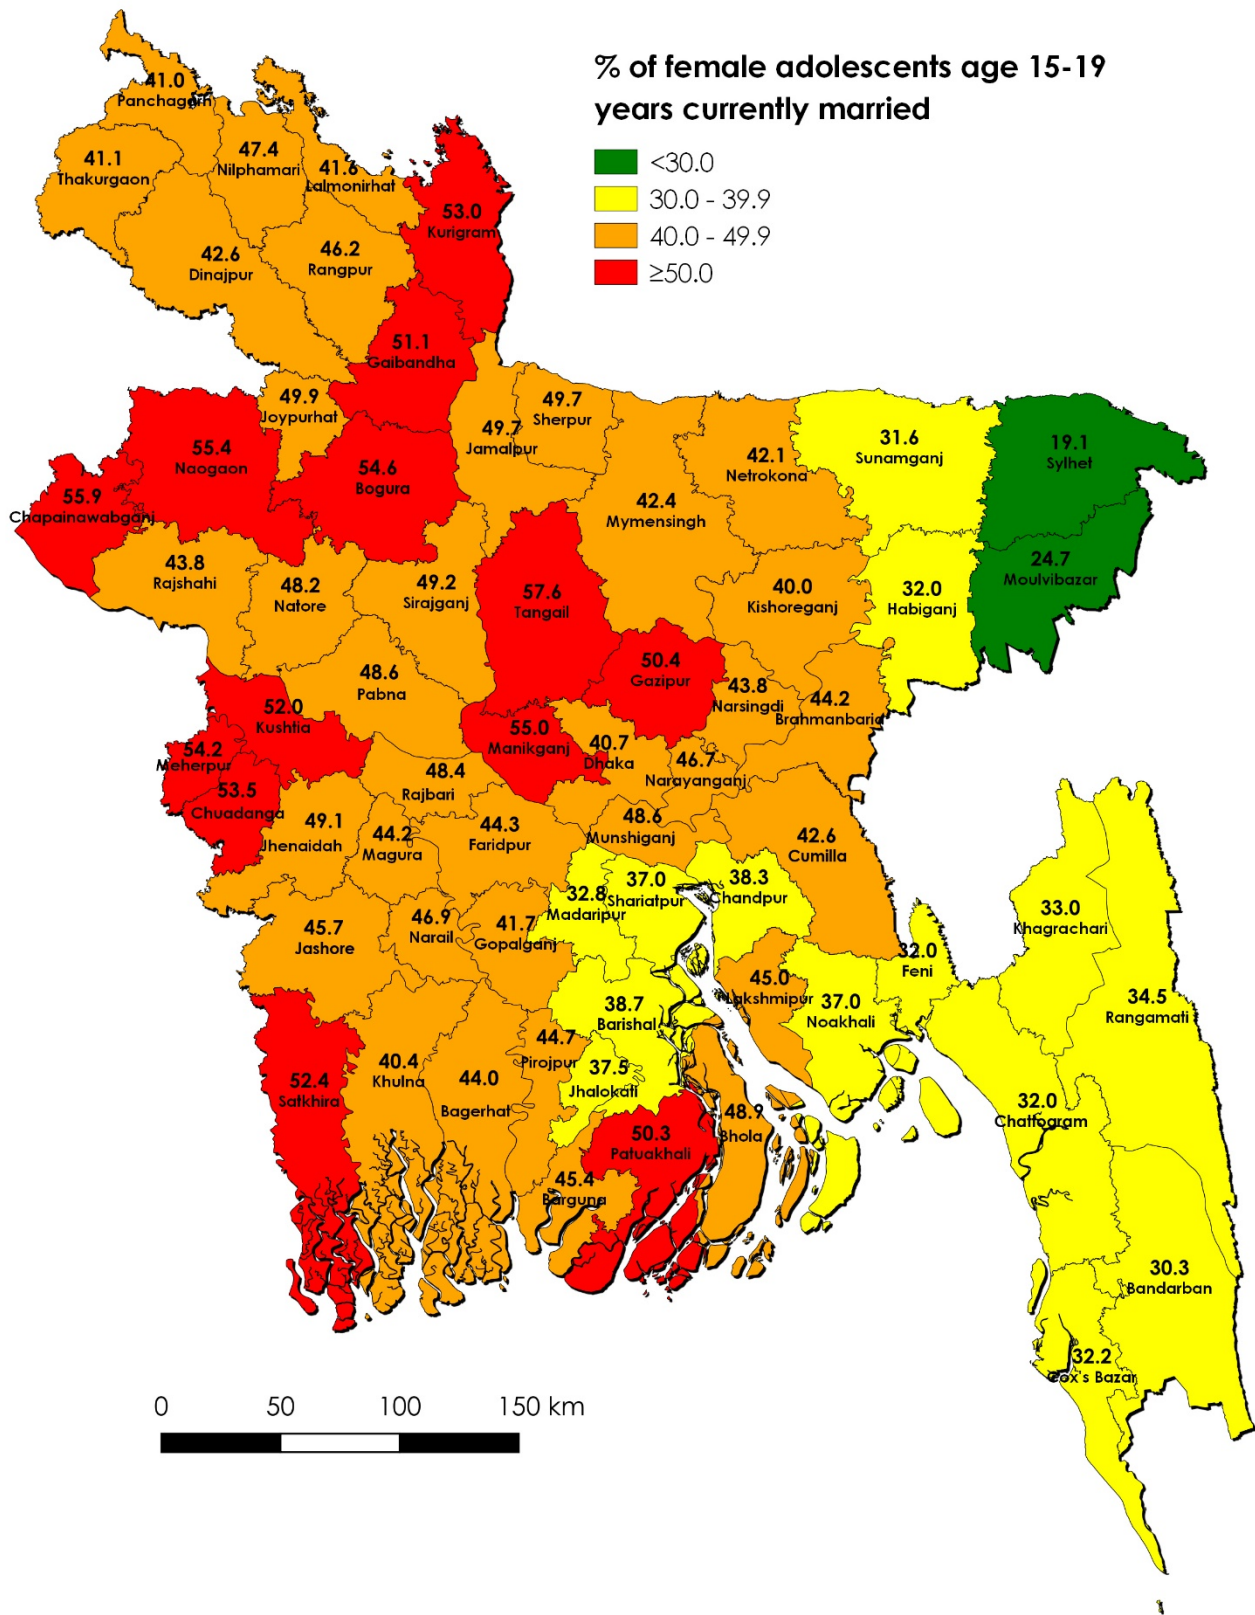 % of female adolescents age 15-19
years currently married
<30.0
30.0 - 39.9
40.0 - 49.9
≥50.0
41.0
Panchagarh
41.1
Thakurgaon
47.4
Nilphamari
41.6
Lalmonirhat
53.0
Kurigram
42.6
Dinajpur
46.2
Rangpur
51.1
Gaibandha
49.9
Joypurhat
49.7
Sherpur
49.7
Jamalpur
55.4
Naogaon
54.6
Bogura
42.1
Netrokona
31.6
Sunamganj
19.1
Sylhet
55.9
Chapainawabganj
42.4
Mymensingh
43.8
Rajshahi
48.2
Natore
49.2
Sirajganj
57.6
Tangail
40.0
Kishoreganj
32.0
Habiganj
24.7
Moulvibazar
48.6
Pabna
50.4
Gazipur
43.8
Narsingdi
44.2
Brahmanbaria
52.0
Kushtia
55.0
Manikganj
40.7
Dhaka
46.7
Narayanganj
54.2
Meherpur
53.5
Chuadanga
48.4
Rajbari
49.1
Jhenaidah
44.2
Magura
44.3
Faridpur
48.6
Munshiganj
42.6
Cumilla
32.8
Madaripur
37.0
Shariatpur
38.3
Chandpur
45.7
Jashore
46.9
Narail
41.7
Gopalganj
33.0
Khagrachari
32.0
Feni
45.0
Lakshmipur
37.0
Noakhali
34.5
Rangamati
38.7
Barishal
44.7
Pirojpur
37.5
Jhalokati
40.4
Khulna
44.0
Bagerhat
52.4
Satkhira
48.9
Bhola
50.3
Patuakhali
45.4
Barguna
32.0
Chattogram
30.3
Bandarban
32.2
Cox's Bazar
0 50 100 150 km